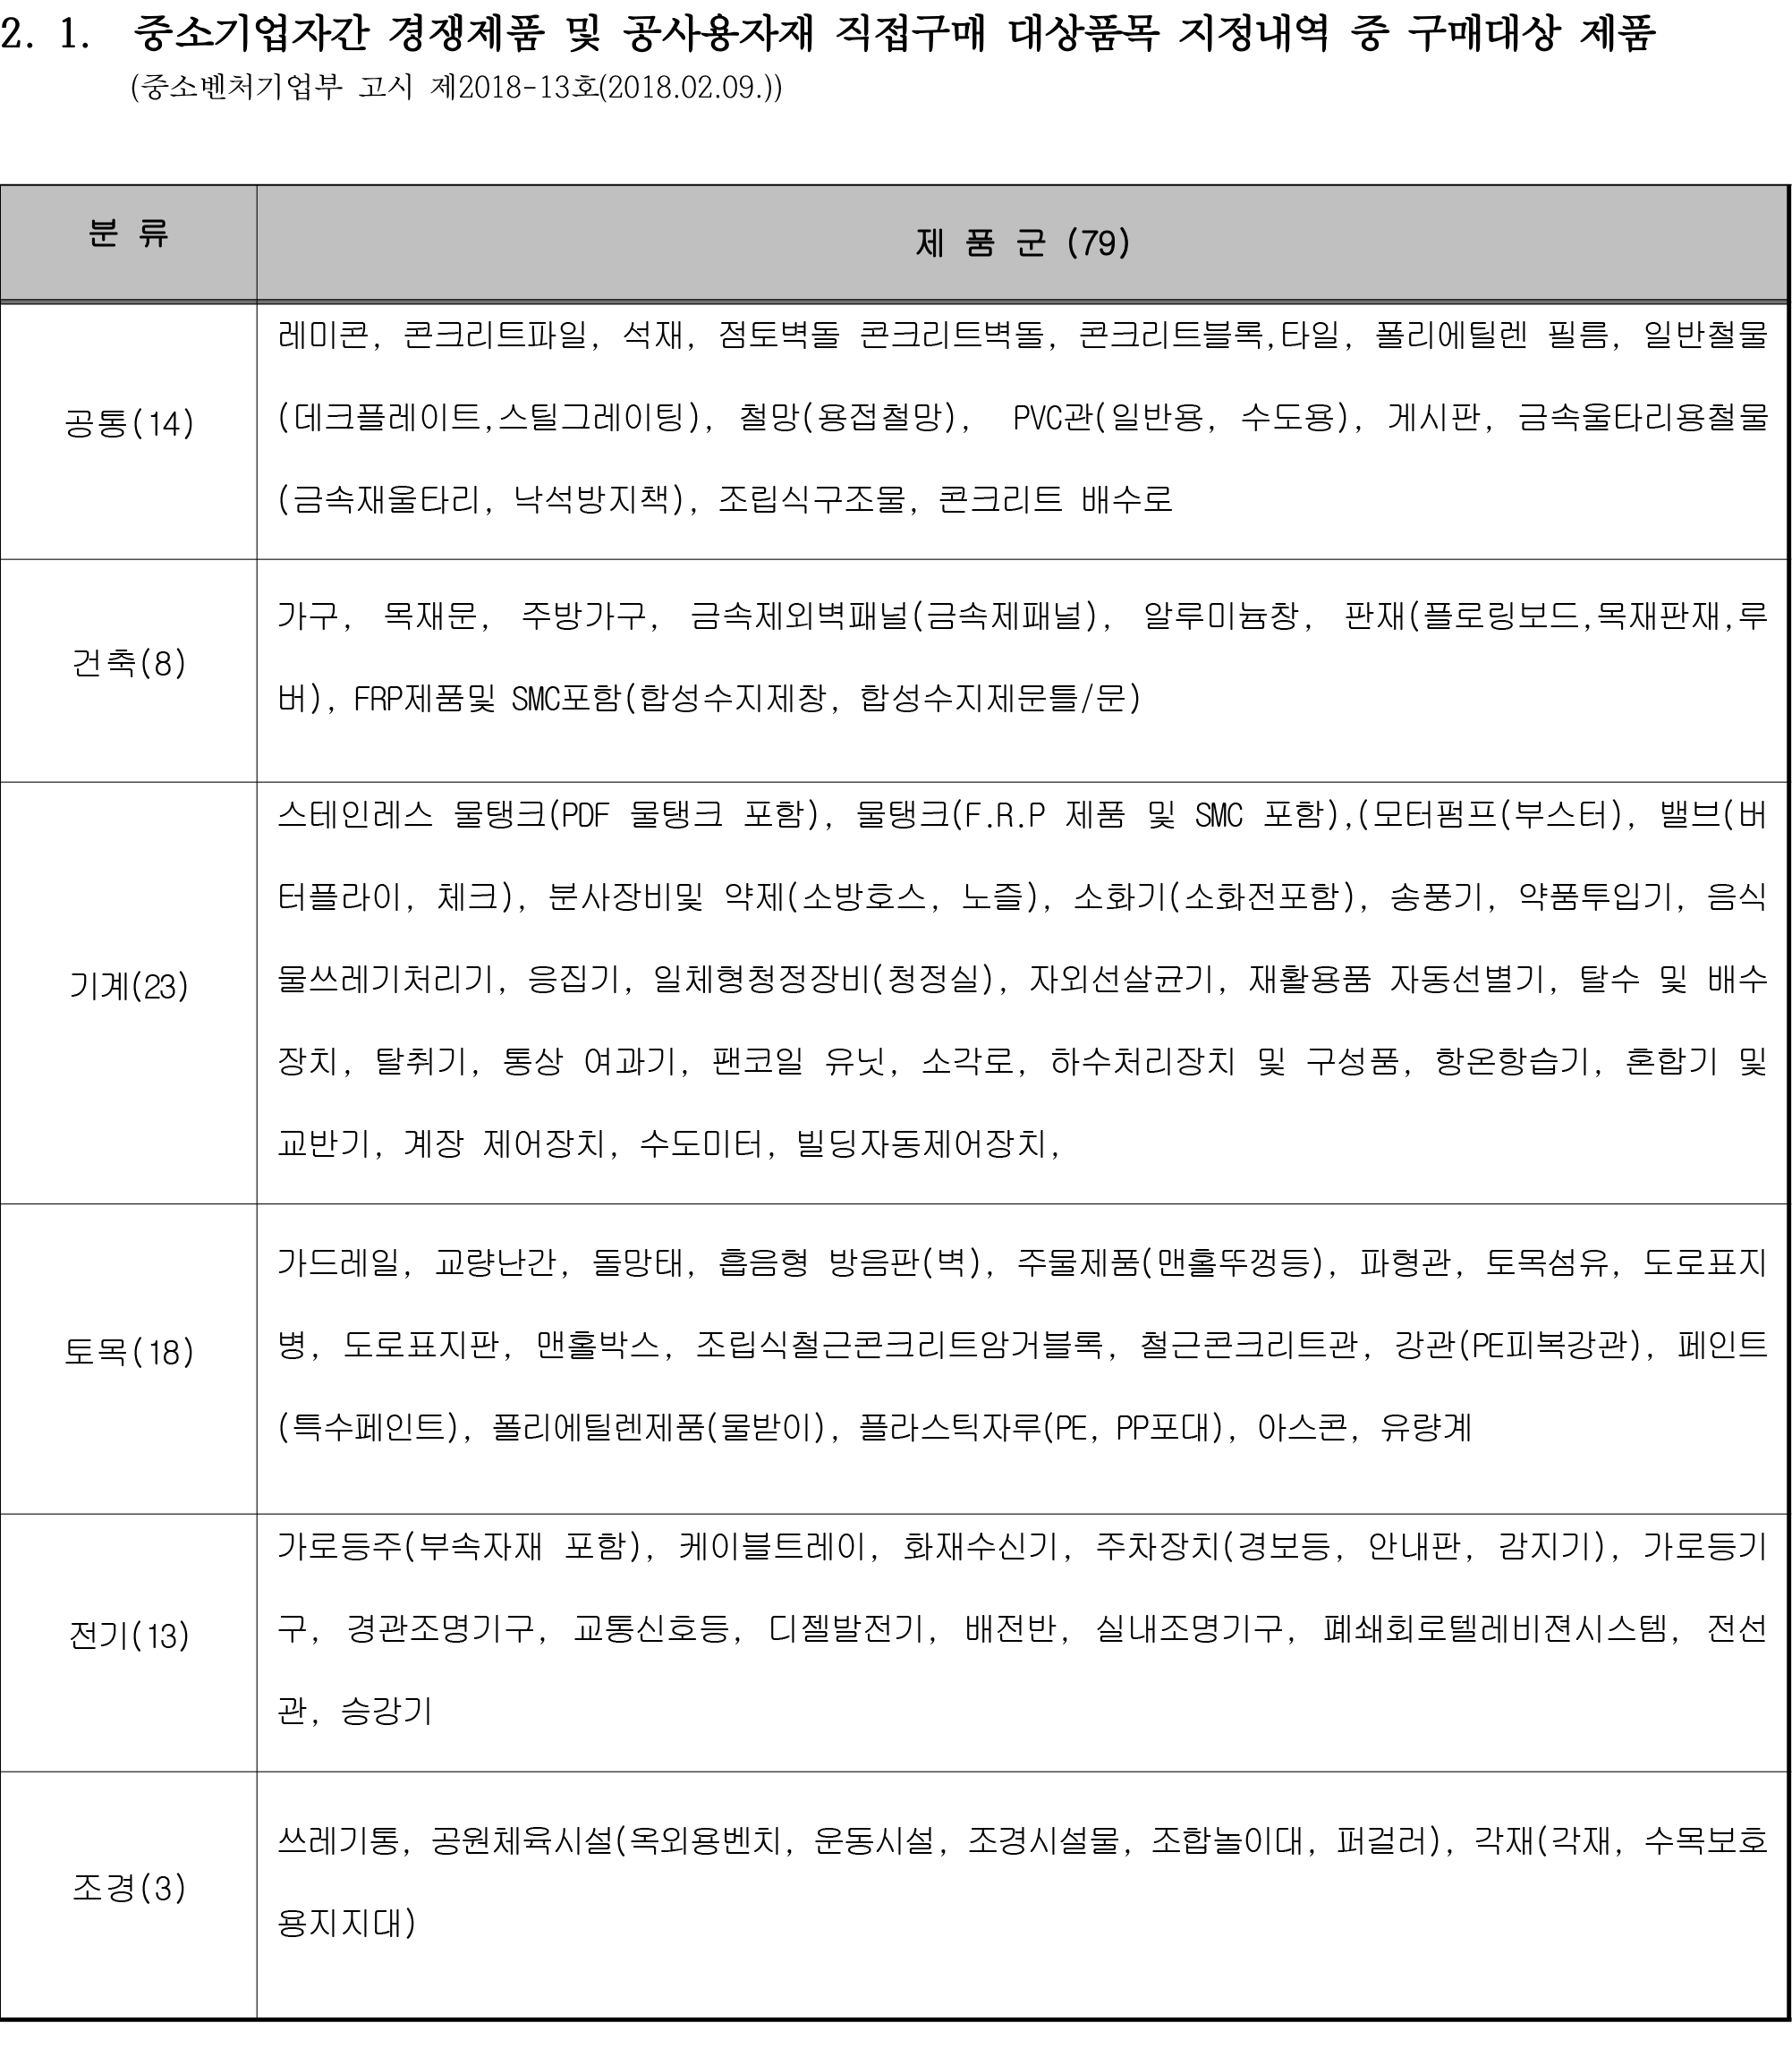 2. 1. 중소기업자간 경쟁제품 및 공사용자재 직접구매 대상품목 지정내역 중 구매대상 제품
(중소벤처기업부 고시 제2018-13호(2018.02.09.))
분 류
제 품 군 (79)
공통(14)
레미콘, 콘크리트파일, 석재, 점토벽돌 콘크리트벽돌, 콘크리트블록,타일, 폴리에틸렌 필름, 일반철물
(데크플레이트,스틸그레이팅), 철망(용접철망), PVC관(일반용, 수도용), 게시판, 금속울타리용철물
(금속재울타리, 낙석방지책), 조립식구조물, 콘크리트 배수로
건축(8)
가구, 목재문, 주방가구, 금속제외벽패널(금속제패널), 알루미늄창, 판재(플로링보드,목재판재,루
버), FRP제품및 SMC포함(합성수지제창, 합성수지제문틀/문)
기계(23)
스테인레스 물탱크(PDF 물탱크 포함), 물탱크(F.R.P 제품 및 SMC 포함),(모터펌프(부스터), 밸브(버
터플라이, 체크), 분사장비및 약제(소방호스, 노즐), 소화기(소화전포함), 송풍기, 약품투입기, 음식
물쓰레기처리기, 응집기, 일체형청정장비(청정실), 자외선살균기, 재활용품 자동선별기, 탈수 및 배수
장치, 탈취기, 통상 여과기, 팬코일 유닛, 소각로, 하수처리장치 및 구성품, 항온항습기, 혼합기 및
교반기, 계장 제어장치, 수도미터, 빌딩자동제어장치,
토목(18)
가드레일, 교량난간, 돌망태, 흡음형 방음판(벽), 주물제품(맨홀뚜껑등), 파형관, 토목섬유, 도로표지
병, 도로표지판, 맨홀박스, 조립식철근콘크리트암거블록, 철근콘크리트관, 강관(PE피복강관), 페인트
(특수페인트), 폴리에틸렌제품(물받이), 플라스틱자루(PE, PP포대), 아스콘, 유량계
전기(13)
가로등주(부속자재 포함), 케이블트레이, 화재수신기, 주차장치(경보등, 안내판, 감지기), 가로등기
구, 경관조명기구, 교통신호등, 디젤발전기, 배전반, 실내조명기구, 폐쇄회로텔레비젼시스템, 전선
관, 승강기
조경(3)
쓰레기통, 공원체육시설(옥외용벤치, 운동시설, 조경시설물, 조합놀이대, 퍼걸러), 각재(각재, 수목보호
용지지대)